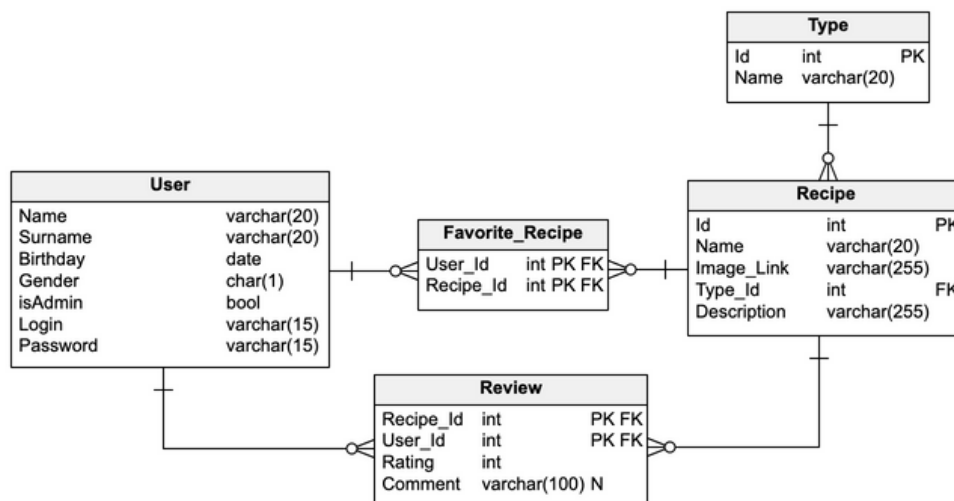 Type
Id int PK
Name varchar(20)
User
Name varchar(20)
Surname varchar(20)
Birthday date
Gender char(1)
isAdmin bool
Login varchar(15)
Password varchar(15)
Favorite_Recipe
User_Id int PK FK
Recipe_Id int PK FK
Recipe
Id int PK
Name varchar(20)
Image_Link varchar(255)
Type_Id int FK
Description varchar(255)
Review
Recipe_Id int PK FK
User_Id int PK FK
Rating int
Comment varchar(100) N